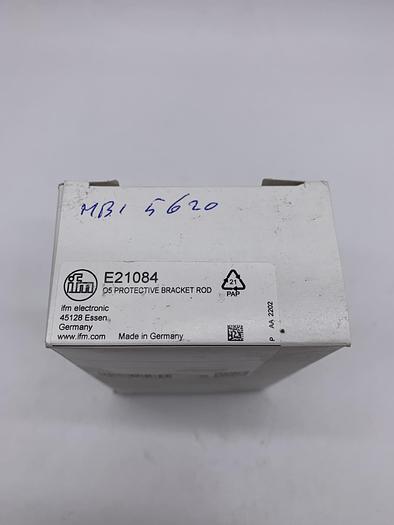 MBI 5620
ifm
E21084
O5 PROTECTIVE BRACKET ROD
ifm electronic
45128 Essen
Germany
www.ifm.com Made in Germany
21
PAP
P AA 2202